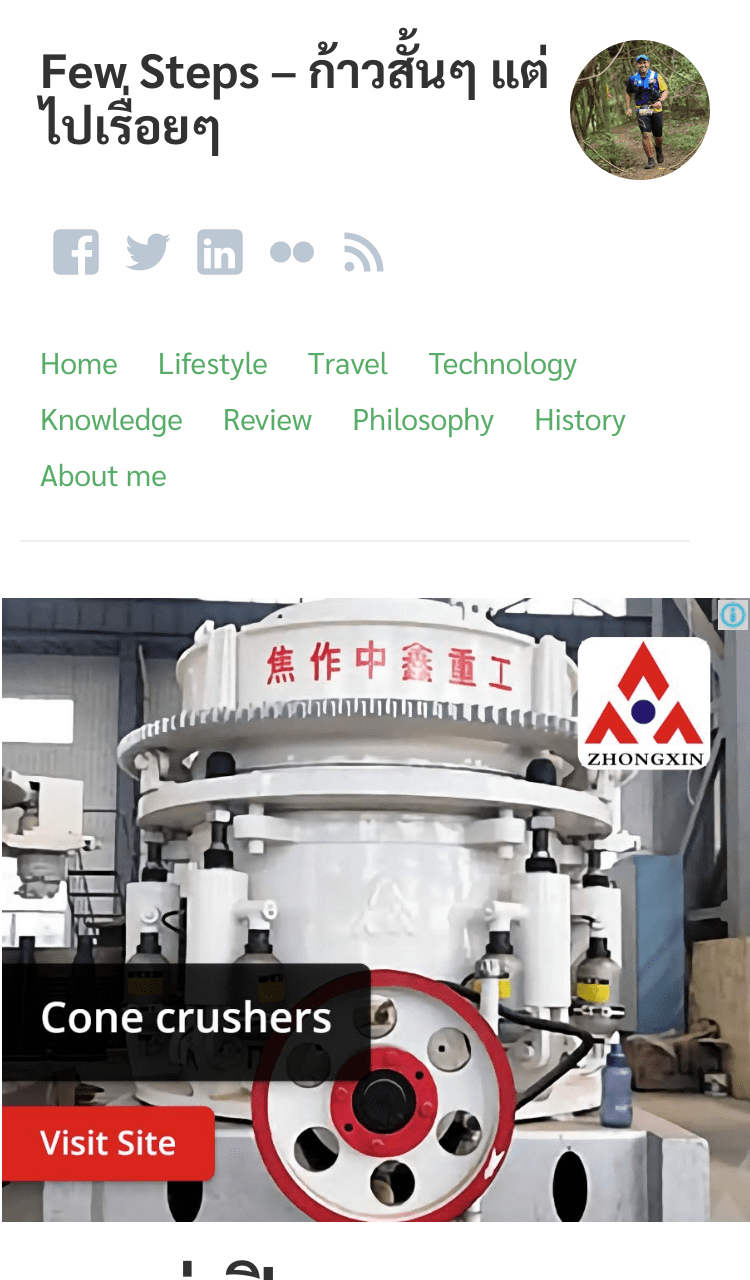 Few Steps – ก้าวสั้นๆ แต่
ไปเรื่อยๆ
Home Lifestyle Travel Technology
Knowledge Review Philosophy History
About me
焦作中鑫重工
ZHONGXIN
Cone crushers
Visit Site